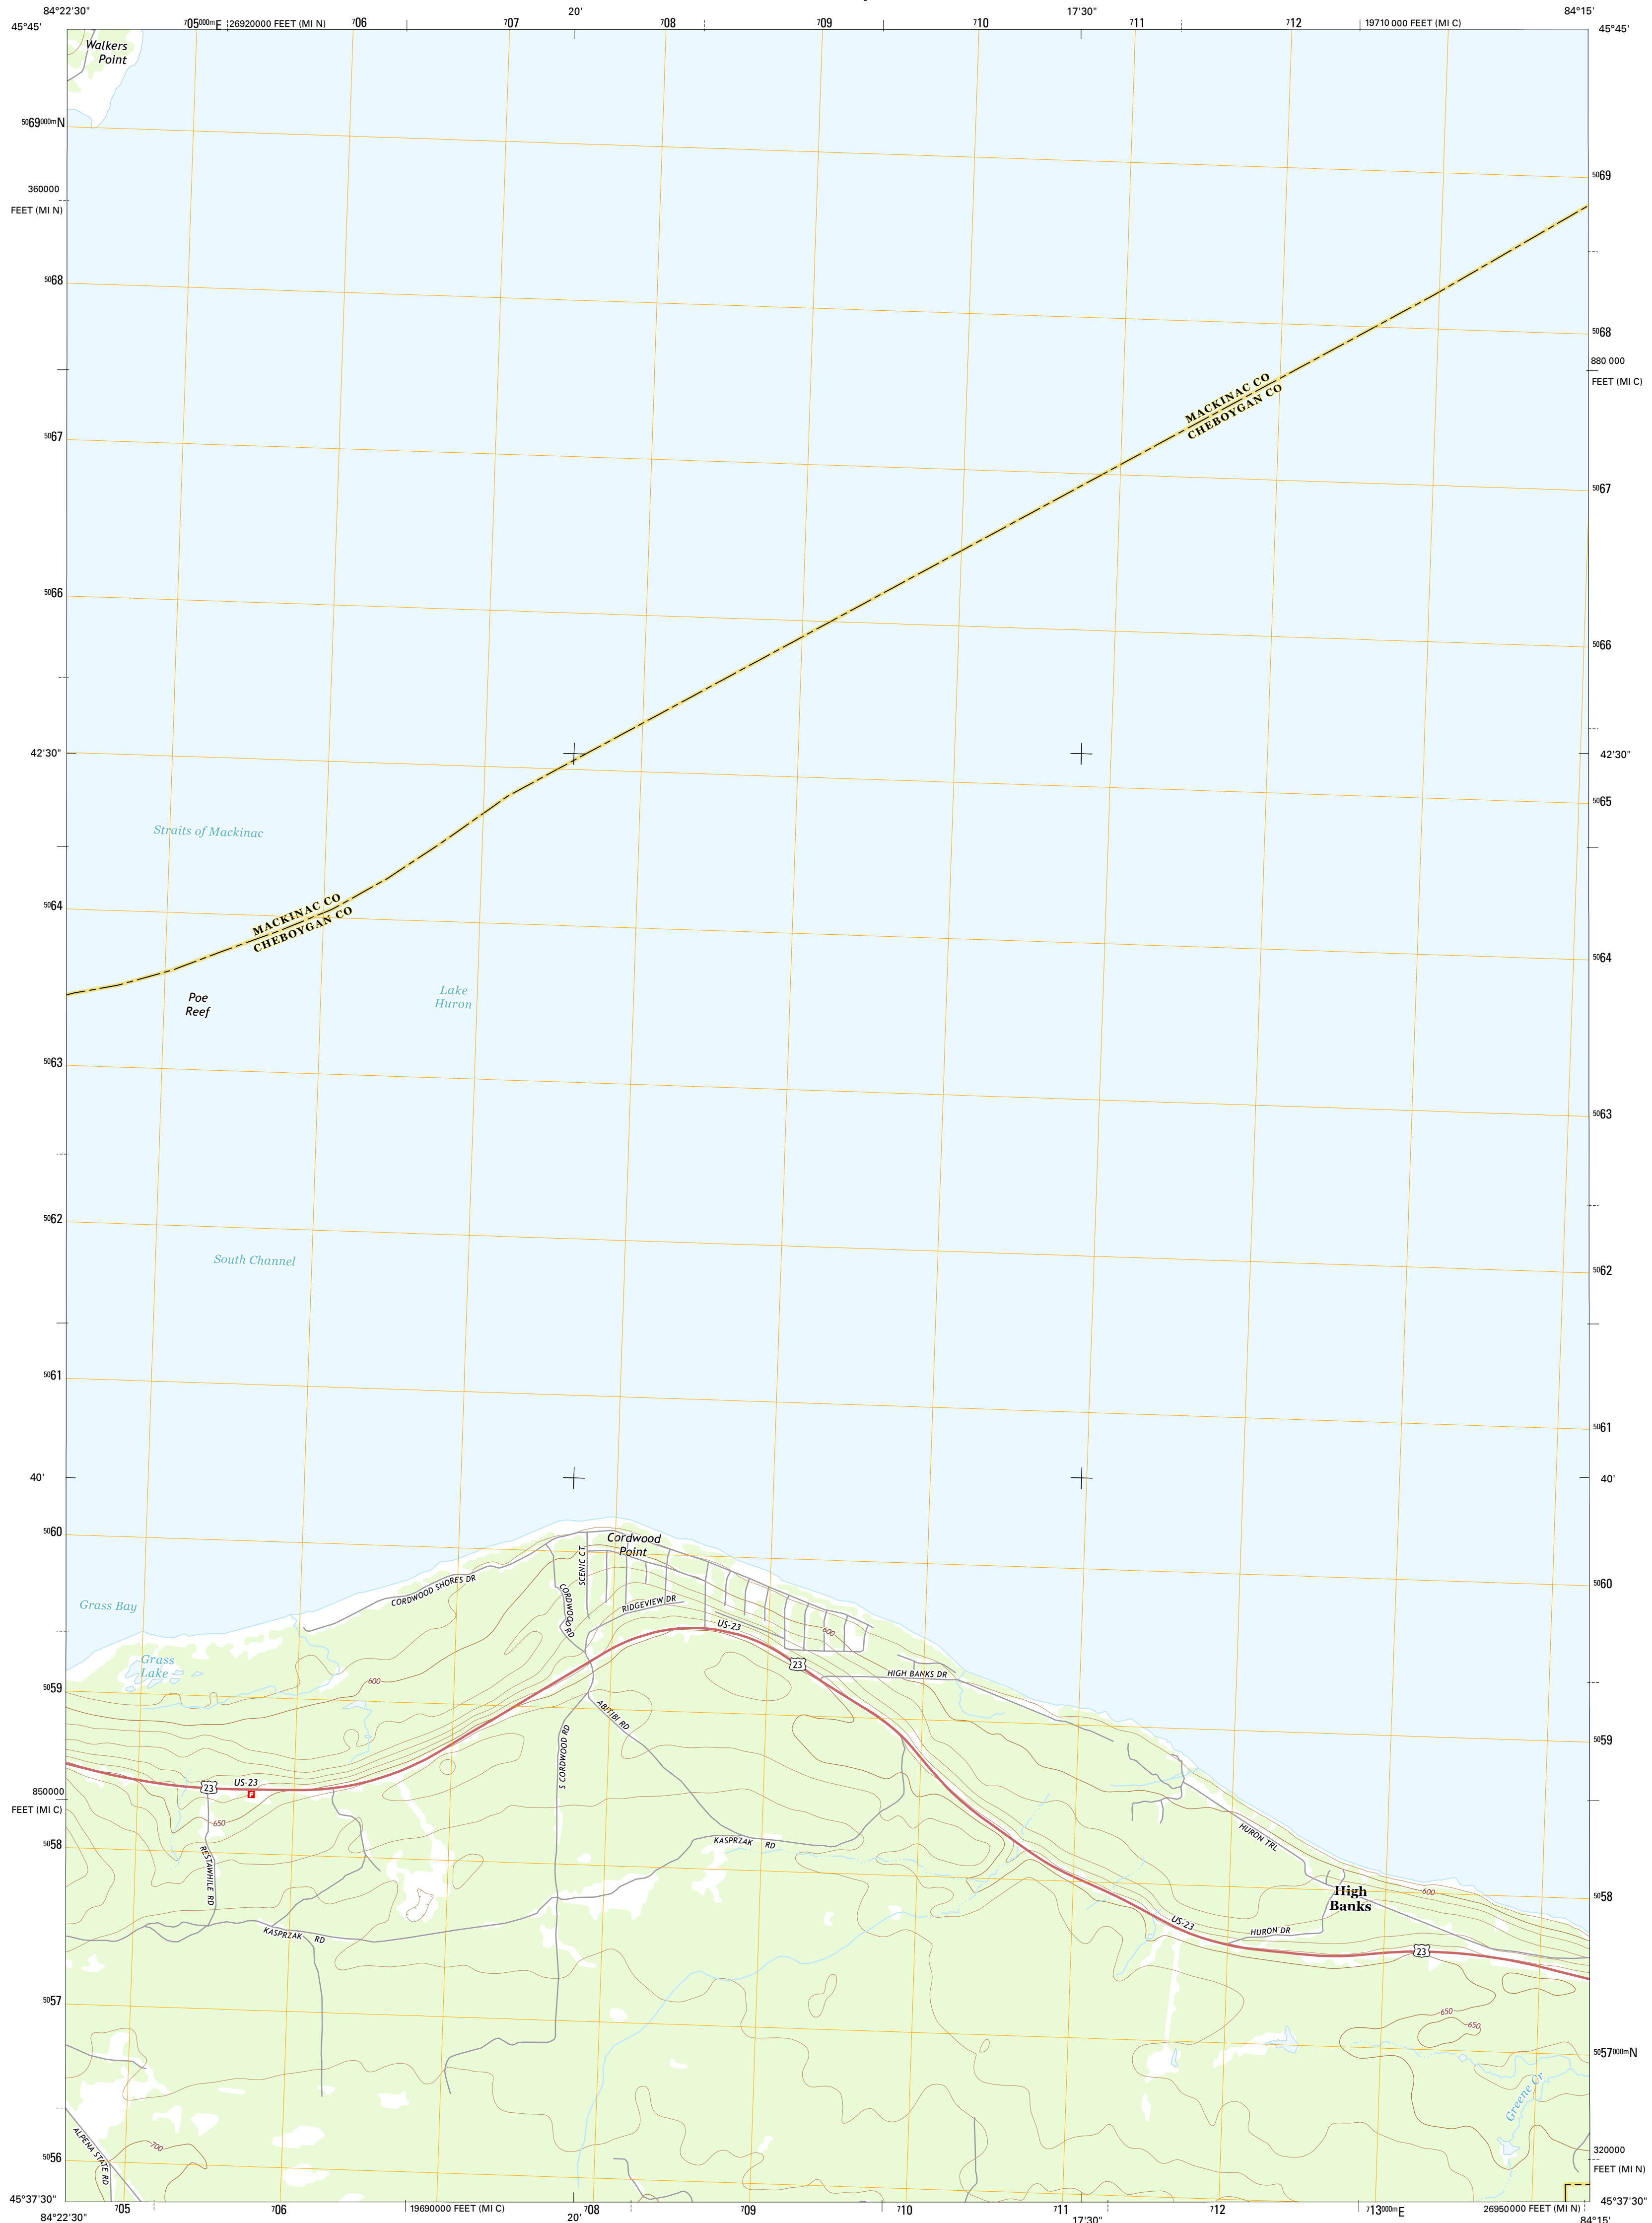 84°22'30"
705000mE
26920000 FEET (MI N)
706
707
20'
708
709
710
17'30"
711
712
19710 000 FEET (MI C)
84°15'
45°45'
45°45'
Walkers
Point
5069000mN
5069
360000
FEET (MI N)
5068
5068
880 000
FEET (MI C)
MACKINAC CO
CHEBOYGAN CO
5067
5067
5066
5066
42'30"
42'30"
5065
Straits of Mackinac
MACKINAC CO
CHEBOYGAN CO
5064
5064
Poe
Reef
Lake
Huron
5063
5063
5062
South Channel
5062
5061
5061
40'
40'
5060
Cordwood
Point
SCENIC CT
CORDWOOD SHORES DR
CORDWOOD RD
RIDGEVIEW DR
5060
Grass Bay
US-23
600
Grass
Lake
23
HIGH BANKS DR
600
5059
ABITIBI RD
S CORDWOOD RD
5059
23
US-23
F
850000
FEET (MI C)
650
5058
KASPRZAK RD
HURON TRL
RESTAWHILE RD
High
Banks
600
5058
KASPRZAK RD
US-23
HURON DR
23
5057
650
650
5057000mN
Greene Cr
ALPENA STATE RD
700
5056
320000
FEET (MI N)
45°37'30"
45°37'30"
84°22'30"
705
706
19690000 FEET (MI C)
20'
708
709
710
711
17'30"
712
713000mE
26950000 FEET (MI N)
84°15'